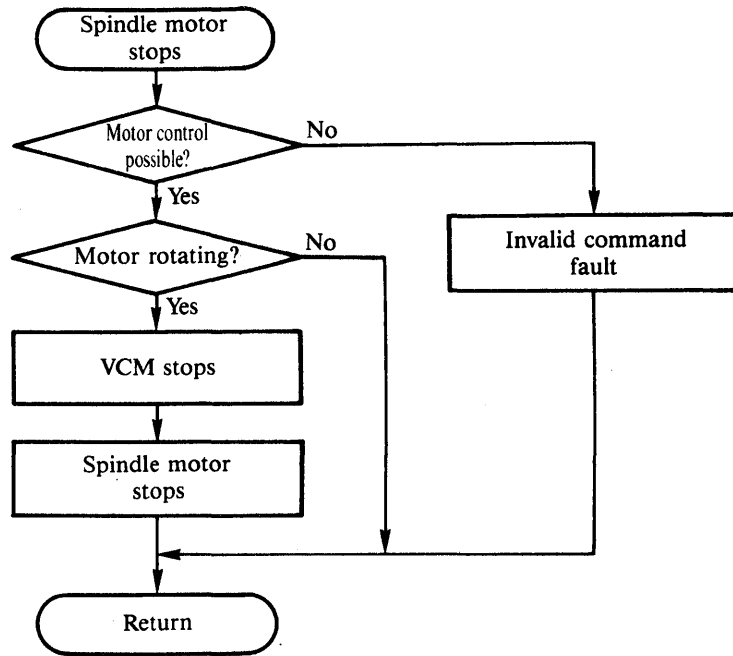 Spindle motor
stops
Motor control
possible?
No
Yes
Motor rotating?
No
Invalid command
fault
Yes
VCM stops
Spindle motor
stops
Return